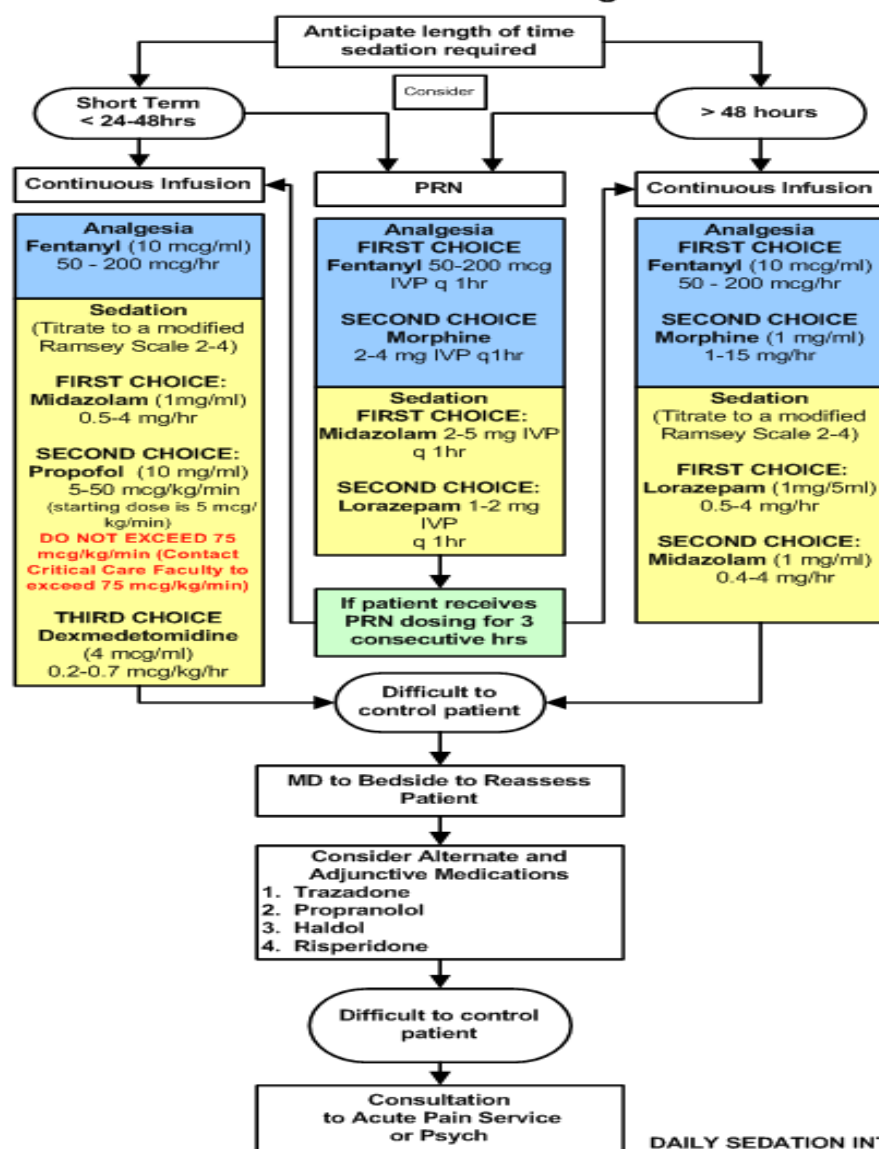 Anticipate length of time
sedation required
Consider
Short Term
< 24-48hrs
> 48 hours
Continuous Infusion
PRN
Continuous Infusion
Analgesia
Fentanyl (10 mcg/ml)
50 - 200 mcg/hr
Sedation
(Titrate to a modified
Ramsey Scale 2-4)
FIRST CHOICE:
Midazolam (1mg/ml)
0.5-4 mg/hr
SECOND CHOICE:
Propofol (10 mg/ml)
5-50 mcg/kg/min
(starting dose is 5 mcg/
kg/min)
DO NOT EXCEED 75
mcg/kg/min (Contact
Critical Care Faculty to
exceed 75 mcg/kg/min)
THIRD CHOICE
Dexmedetomidine
(4 mcg/ml)
0.2-0.7 mcg/kg/hr
Analgesia
FIRST CHOICE
Fentanyl 50-200 mcg
IVP q 1hr
SECOND CHOICE
Morphine
2-4 mg IVP q1hr
Sedation
FIRST CHOICE:
Midazolam 2-5 mg IVP
q 1hr
SECOND CHOICE:
Lorazepam 1-2 mg
IVP
q 1hr
If patient receives
PRN dosing for 3
consecutive hrs
Analgesia
FIRST CHOICE
Fentanyl (10 mcg/ml)
50 - 200 mcg/hr
SECOND CHOICE
Morphine (1 mg/ml)
1-15 mg/hr
Sedation
(Titrate to a modified
Ramsey Scale 2-4)
FIRST CHOICE:
Lorazepam (1mg/5ml)
0.5-4 mg/hr
SECOND CHOICE:
Midazolam (1 mg/ml)
0.4-4 mg/hr
Difficult to
control patient
MD to Bedside to Reassess
Patient
Consider Alternate and
Adjunctive Medications
1. Trazadone
2. Propranolol
3. Haldol
4. Risperidone
Difficult to control
patient
Consultation
to Acute Pain Service
or Psych
DAILY SEDATION INT